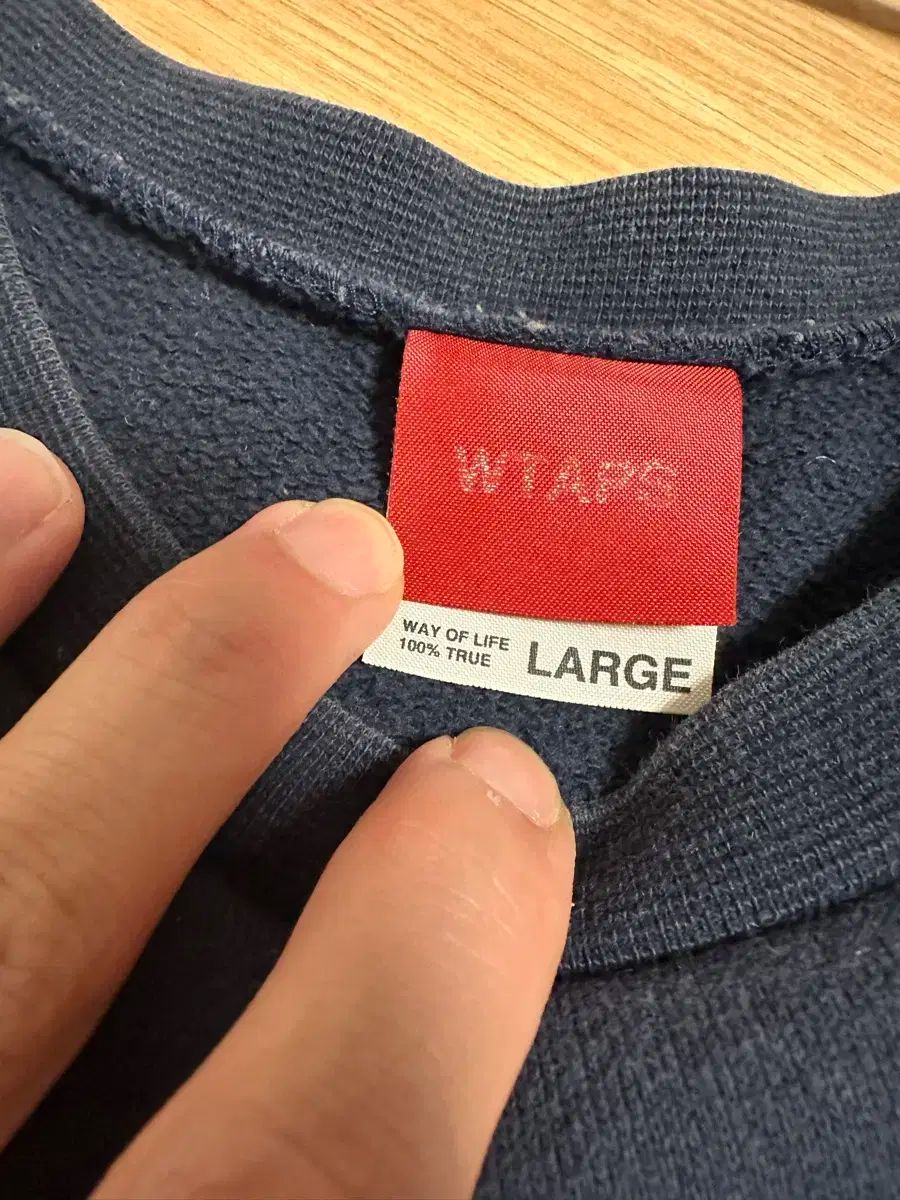 WTAPS
WAY OF LIFE
100% TRUE
LARGE